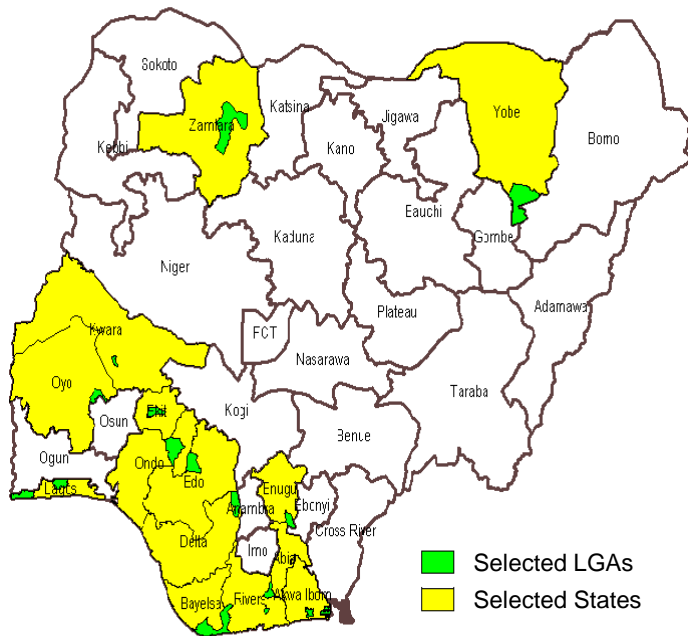 Sokoto
Katsina
Jigawa
Yobe
Zamfara
Borno
Kebbi
Kano
Eauchi
Gombe
Kaduna
Niger
Adamawa
Plateau
Kwara
FCT
Nasarawa
Oyo
Taraba
Ekiti
Kogi
Osun
Benue
Ogun
Ondo
Edo
Enugu
Lagos
Anambra
Ebonyi
Cross River
Delta
Imo
Abia
Selected LGAs
Bayelsa
Rivers
Akwa Ibom
Selected States